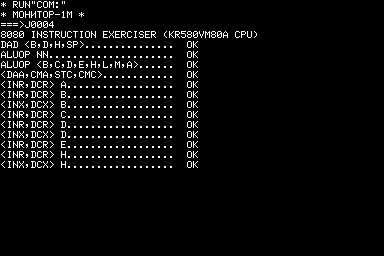 * RUN"COM:"
* МОНИТОР-1М *
===>J0004
8080 INSTRUCTION EXERCISER (KR580VM80A CPU)
DAD <B,D,H,SP>................ OK
ALUOP NN...................... OK
ALUOP <B,C,D,E,H,L,M,A>...... OK
<DAA,CMA,STC,CMC>............. OK
<INR,DCR> A................... OK
<INR,DCR> B................... OK
<INX,DCX> B................... OK
<INR,DCR> C................... OK
<INR,DCR> D................... OK
<INX,DCX> D................... OK
<INR,DCR> E................... OK
<INR,DCR> H................... OK
<INX,DCX> H................... OK